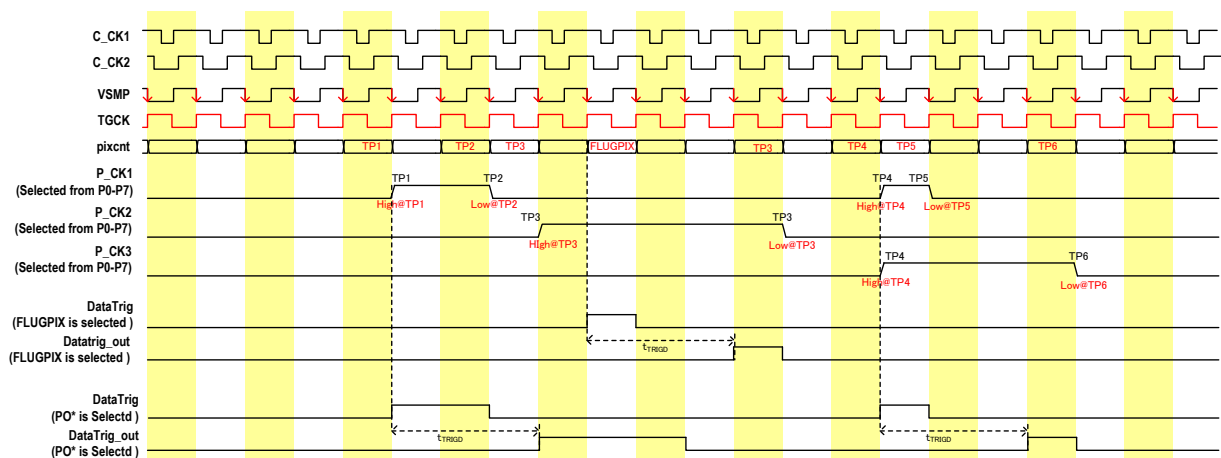 C_CK1
C_CK2
VSMP
TGCK
pixcnt TP1 TP2 TP3 FLUGPIX TP3 TP4 TP5 TP6
P_CK1
(Selected from P0-P7)
TP1 TP2 TP4 TP5
High@TP1 Low@TP2 High@TP4 Low@TP5
P_CK2
(Selected from P0-P7)
TP3 TP3
HIgh@TP3 Low@TP3
P_CK3
(Selected from P0-P7)
TP4 TP6
High@TP4 Low@TP6
DataTrig
(FLUGPIX is selected )
Datatrig_out
(FLUGPIX is selected )
tTRIGD
DataTrig
(PO* is Selectd )
DataTrig_out
(PO* is Selectd )
tTRIGD tTRIGD